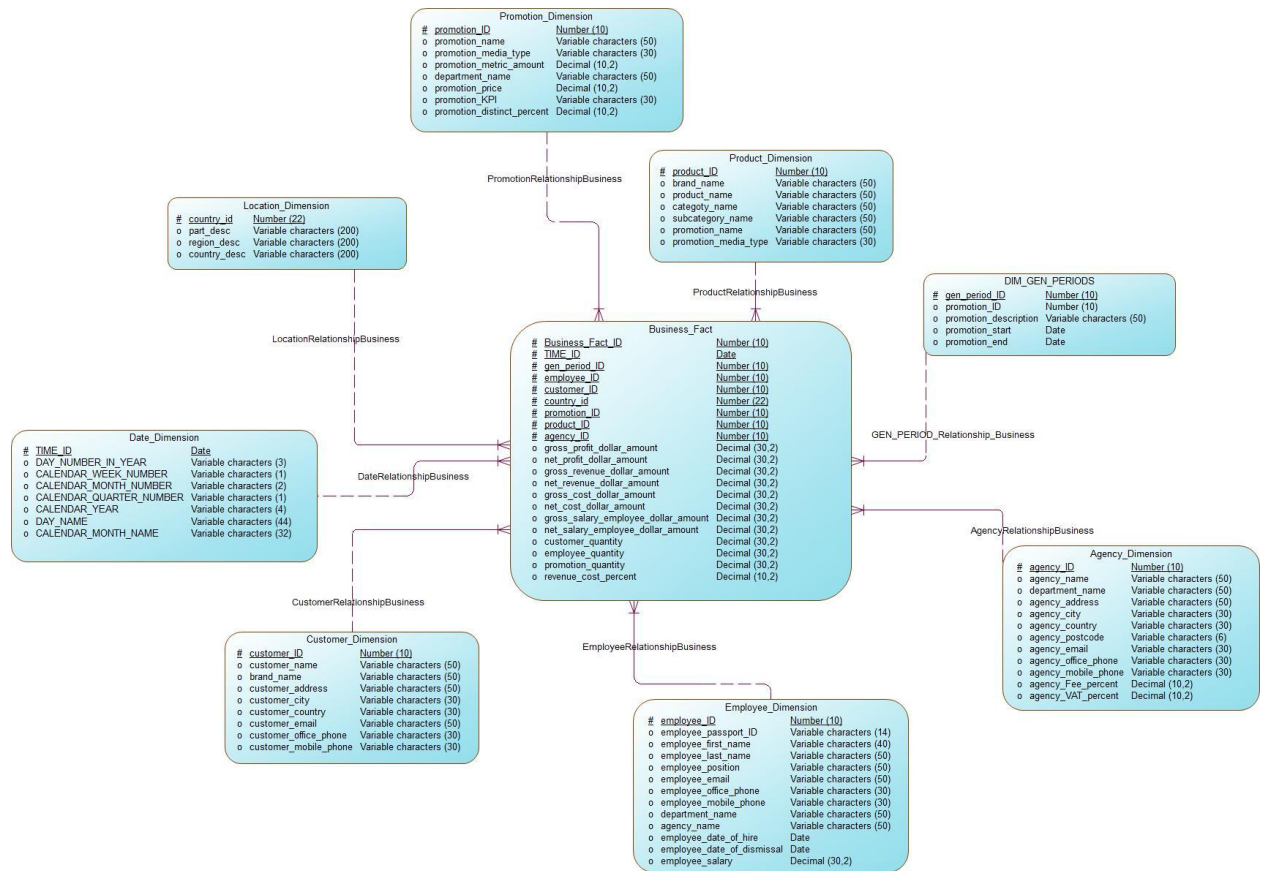 Promotion_Dimension
# promotion_ID Number (10)
o promotion_name Variable characters (50)
o promotion_media_type Variable characters (30)
o promotion_metric_amount Decimal (10,2)
o department_name Variable characters (50)
o promotion_price Decimal (10,2)
o promotion_KPI Variable characters (30)
o promotion_distinct_percent Decimal (10,2)
PromotionRelationshipBusiness
Product_Dimension
# product_ID Number (10)
o brand_name Variable characters (50)
o product_name Variable characters (50)
o categoty_name Variable characters (50)
o subcategory_name Variable characters (50)
o promotion_name Variable characters (50)
o promotion_media_type Variable characters (30)
ProductRelationshipBusiness
Location_Dimension
# country_id Number (22)
o part_desc Variable characters (200)
o region_desc Variable characters (200)
o country_desc Variable characters (200)
LocationRelationshipBusiness
DIM_GEN_PERIODS
# gen_period_ID Number (10)
o promotion_ID Number (10)
o promotion_description Variable characters (50)
o promotion_start Date
o promotion_end Date
GEN_PERIOD_Relationship_Business
Business_Fact
# Business_Fact_ID Number (10)
# TIME_ID Date
# gen_period_ID Number (10)
# employee_ID Number (10)
# customer_ID Number (10)
# country_id Number (22)
# promotion_ID Number (10)
# product_ID Number (10)
# agency_ID Number (10)
o gross_profit_dollar_amount Decimal (30,2)
o net_profit_dollar_amount Decimal (30,2)
o gross_revenue_dollar_amount Decimal (30,2)
o net_revenue_dollar_amount Decimal (30,2)
o gross_cost_dollar_amount Decimal (30,2)
o net_cost_dollar_amount Decimal (30,2)
o gross_salary_employee_dollar_amount Decimal (30,2)
o net_salary_employee_dollar_amount Decimal (30,2)
o customer_quantity Decimal (30,2)
o employee_quantity Decimal (30,2)
o promotion_quantity Decimal (30,2)
o revenue_cost_percent Decimal (10,2)
Date_Dimension
# TIME_ID Date
o DAY_NUMBER_IN_YEAR Variable characters (3)
o CALENDAR_WEEK_NUMBER Variable characters (1)
o CALENDAR_MONTH_NUMBER Variable characters (2)
o CALENDAR_QUARTER_NUMBER Variable characters (1)
o CALENDAR_YEAR Variable characters (4)
o DAY_NAME Variable characters (44)
o CALENDAR_MONTH_NAME Variable characters (32)
DateRelationshipBusiness
AgencyRelationshipBusiness
Agency_Dimension
# agency_ID Number (10)
o agency_name Variable characters (50)
o department_name Variable characters (50)
o agency_address Variable characters (50)
o agency_city Variable characters (30)
o agency_country Variable characters (30)
o agency_postcode Variable characters (6)
o agency_email Variable characters (30)
o agency_office_phone Variable characters (30)
o agency_mobile_phone Variable characters (30)
o agency_Fee_percent Decimal (10,2)
o agency_VAT_percent Decimal (10,2)
CustomerRelationshipBusiness
Customer_Dimension
# customer_ID Number (10)
o customer_name Variable characters (50)
o brand_name Variable characters (50)
o customer_address Variable characters (50)
o customer_city Variable characters (30)
o customer_country Variable characters (30)
o customer_email Variable characters (50)
o customer_office_phone Variable characters (30)
o customer_mobile_phone Variable characters (30)
EmployeeRelationshipBusiness
Employee_Dimension
# employee_ID Number (10)
o employee_passport_ID Variable characters (14)
o employee_first_name Variable characters (40)
o employee_last_name Variable characters (50)
o employee_position Variable characters (50)
o employee_email Variable characters (50)
o employee_office_phone Variable characters (30)
o employee_mobile_phone Variable characters (30)
o department_name Variable characters (50)
o agency_name Variable characters (50)
o employee_date_of_hire Date
o employee_date_of_dismissal Date
o employee_salary Decimal (30,2)